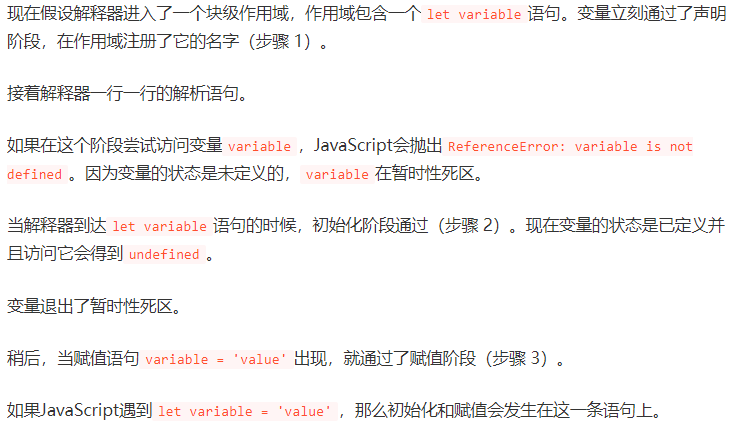 现在假设解释器进入了一个块级作用域，作用域包含一个 let variable 语句。变量立刻通过了声明
阶段，在作用域注册了它的名字（步骤 1）。
接着解释器一行一行的解析语句。
如果在这个阶段尝试访问变量 variable ，JavaScript会抛出 ReferenceError: variable is not
defined 。因为变量的状态是未定义的， variable 在暂时性死区。
当解释器到达 let variable 语句的时候，初始化阶段通过（步骤 2）。现在变量的状态是已定义并
且访问它会得到 undefined 。
变量退出了暂时性死区。
稍后，当赋值语句 variable = 'value' 出现，就通过了赋值阶段（步骤 3）。
如果JavaScript遇到 let variable = 'value' ，那么初始化和赋值会发生在这一条语句上。